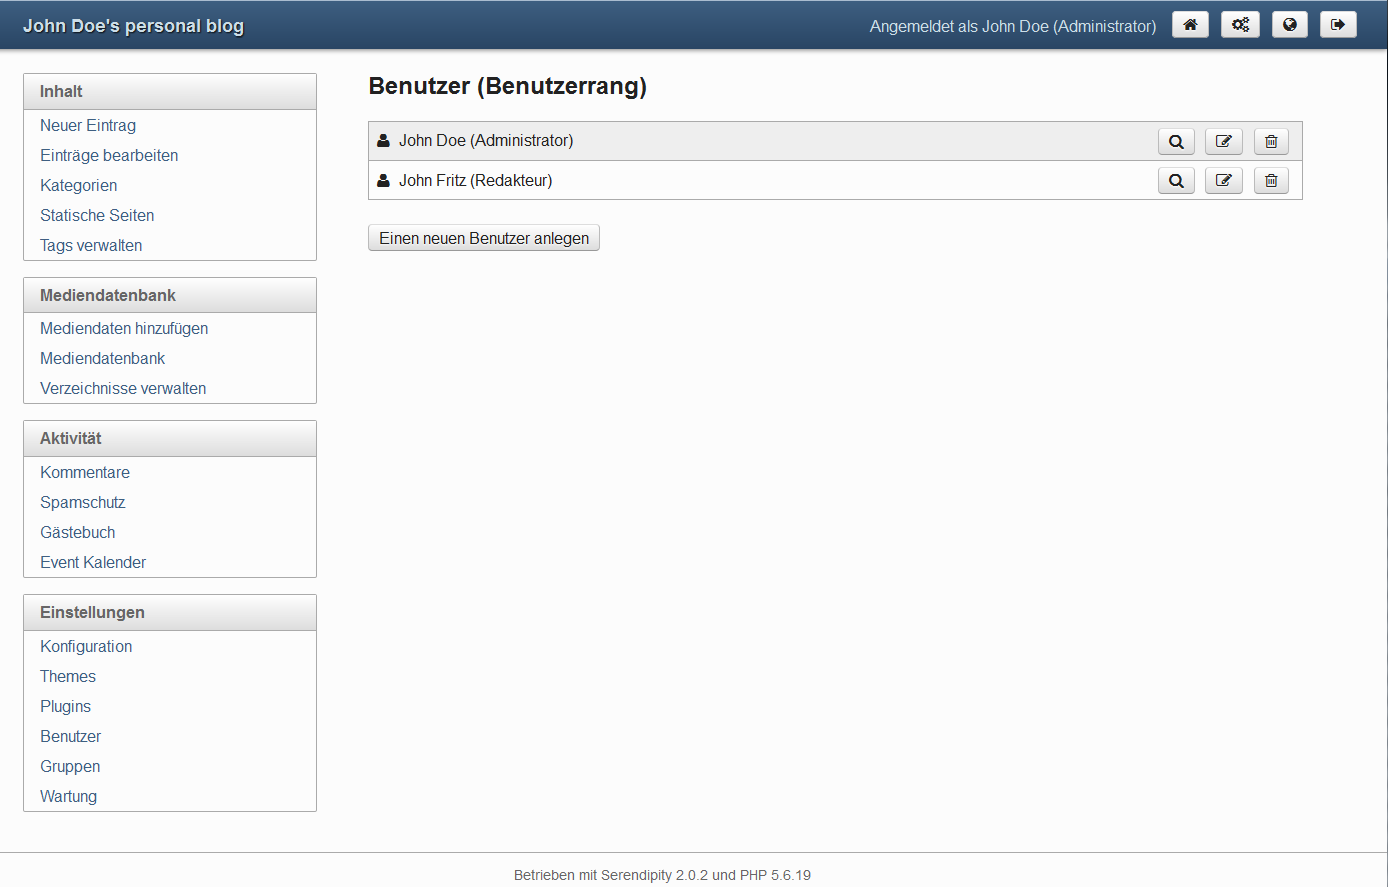 John Doe's personal blog
Angemeldet als John Doe (Administrator)
Inhalt
Neuer Eintrag
Einträge bearbeiten
Kategorien
Statische Seiten
Tags verwalten
Mediendatenbank
Mediendaten hinzufügen
Mediendatenbank
Verzeichnisse verwalten
Aktivität
Kommentare
Spamschutz
Gästebuch
Event Kalender
Einstellungen
Konfiguration
Themes
Plugins
Benutzer
Gruppen
Wartung
Benutzer (Benutzerrang)
John Doe (Administrator)
John Fritz (Redakteur)
Einen neuen Benutzer anlegen
Betrieben mit Serendipity 2.0.2 und PHP 5.6.19